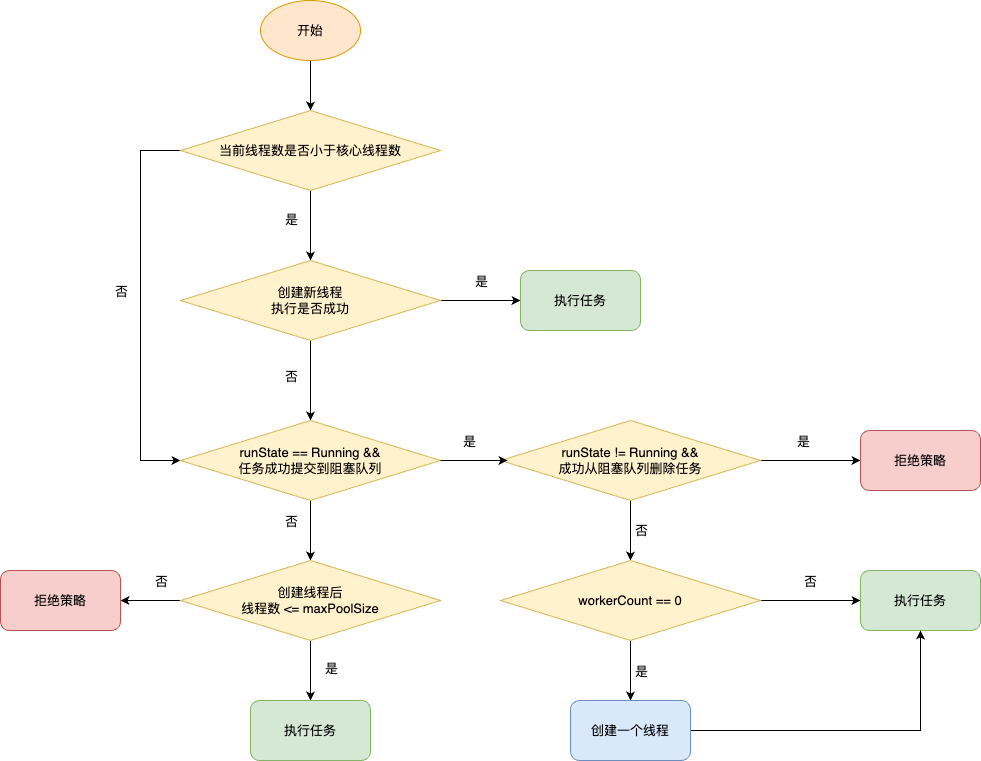 开始
当前线程数是否小于核心线程数
是
否
创建新线程
执行是否成功
是
执行任务
否
runState == Running &&
任务成功提交到阻塞队列
是
runState != Running &&
成功从阻塞队列删除任务
是
拒绝策略
否
否
拒绝策略
否
创建线程后
线程数 <= maxPoolSize
workerCount == 0
否
执行任务
是
是
执行任务
创建一个线程